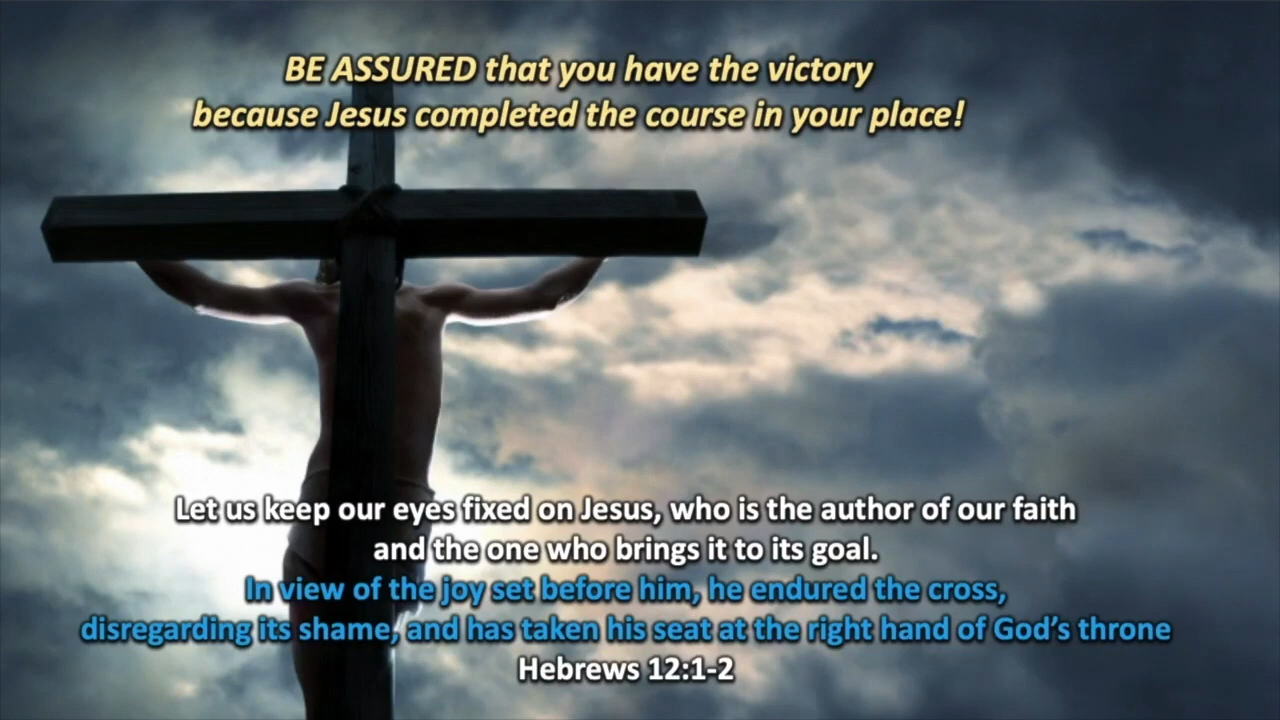 BE ASSURED that you have the victory
because Jesus completed the course in your place!
Let us keep our eyes fixed on Jesus, who is the author of our faith
and the one who brings it to its goal.
In view of the joy set before him, he endured the cross,
disregarding its shame, and has taken his seat at the right hand of God’s throne
Hebrews 12:1-2